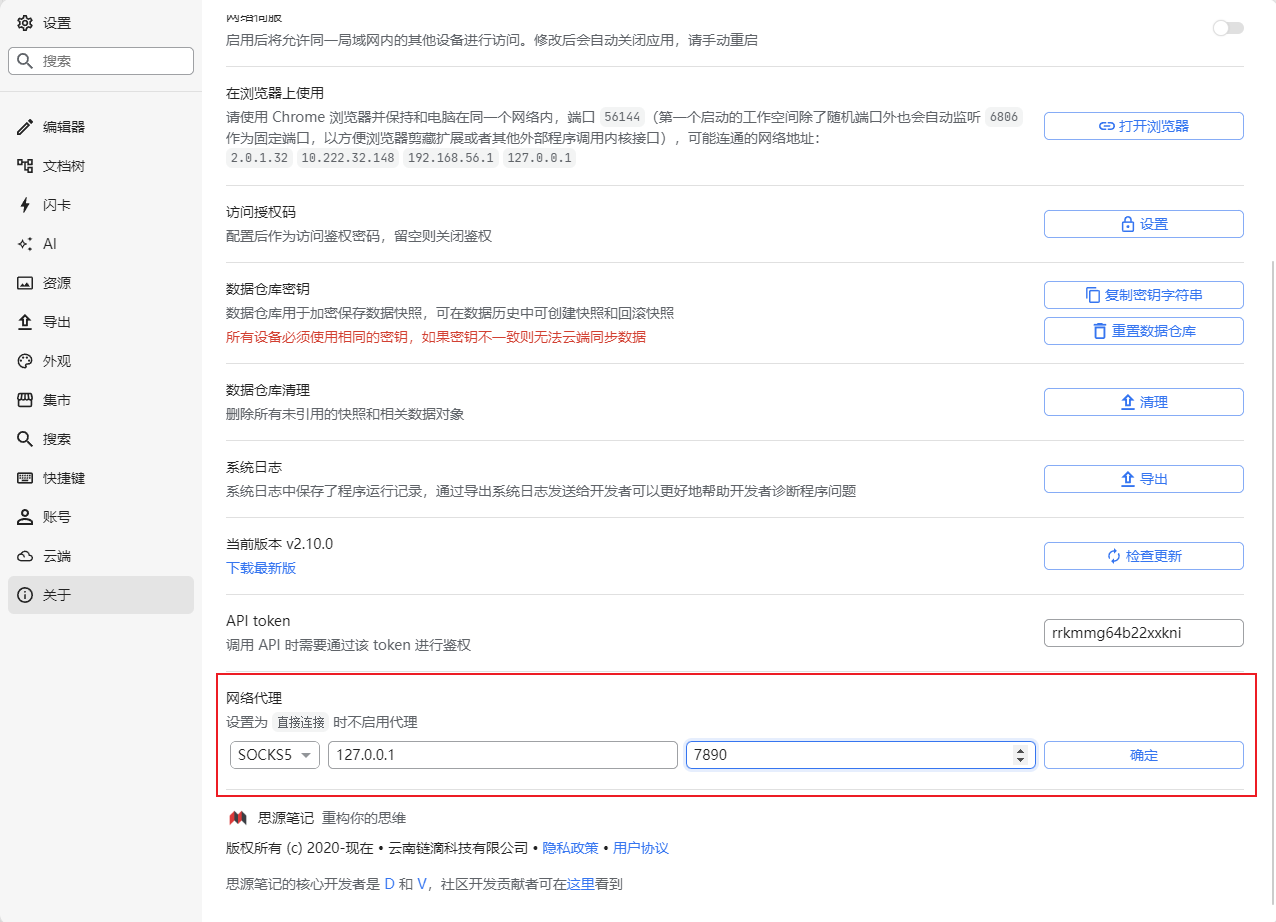 设置
搜索
编辑器
文档树
闪卡
AI
资源
导出
外观
集市
搜索
快捷键
账号
云端
关于
网络伺服
启用后将允许同一局域网内的其他设备进行访问。修改后会自动关闭应用，请手动重启
在浏览器上使用
请使用 Chrome 浏览器并保持和电脑在同一个网络内，端口 56144 （第一个启动的工作空间除了随机端口外也会自动监听 6806
作为固定端口，以方便浏览器剪藏扩展或者其他外部程序调用内核接口），可能连通的网络地址：
2.0.1.32 10.222.32.148 192.168.56.1 127.0.0.1
打开浏览器
访问授权码
配置后作为访问鉴权密码，留空则关闭鉴权
设置
数据仓库密钥
数据仓库用于加密保存数据快照，可在数据历史中可创建快照和回滚快照
所有设备必须使用相同的密钥，如果密钥不一致则无法云端同步数据
复制密钥字符串
重置数据仓库
数据仓库清理
删除所有未引用的快照和相关数据对象
清理
系统日志
系统日志中保存了程序运行记录，通过导出系统日志发送给开发者可以更好地帮助开发者诊断程序问题
导出
当前版本 v2.10.0
下载最新版
检查更新
API token
调用 API 时需要通过该 token 进行鉴权
rrkmmg64b22xxkni
网络代理
设置为 直接连接 时不启用代理
SOCKS5 127.0.0.1 7890 确定
思源笔记 重构你的思维
版权所有 (c) 2020-现在 • 云南链滴科技有限公司 • 隐私政策 • 用户协议
思源笔记的核心开发者是 D 和 V，社区开发贡献者可在这里看到